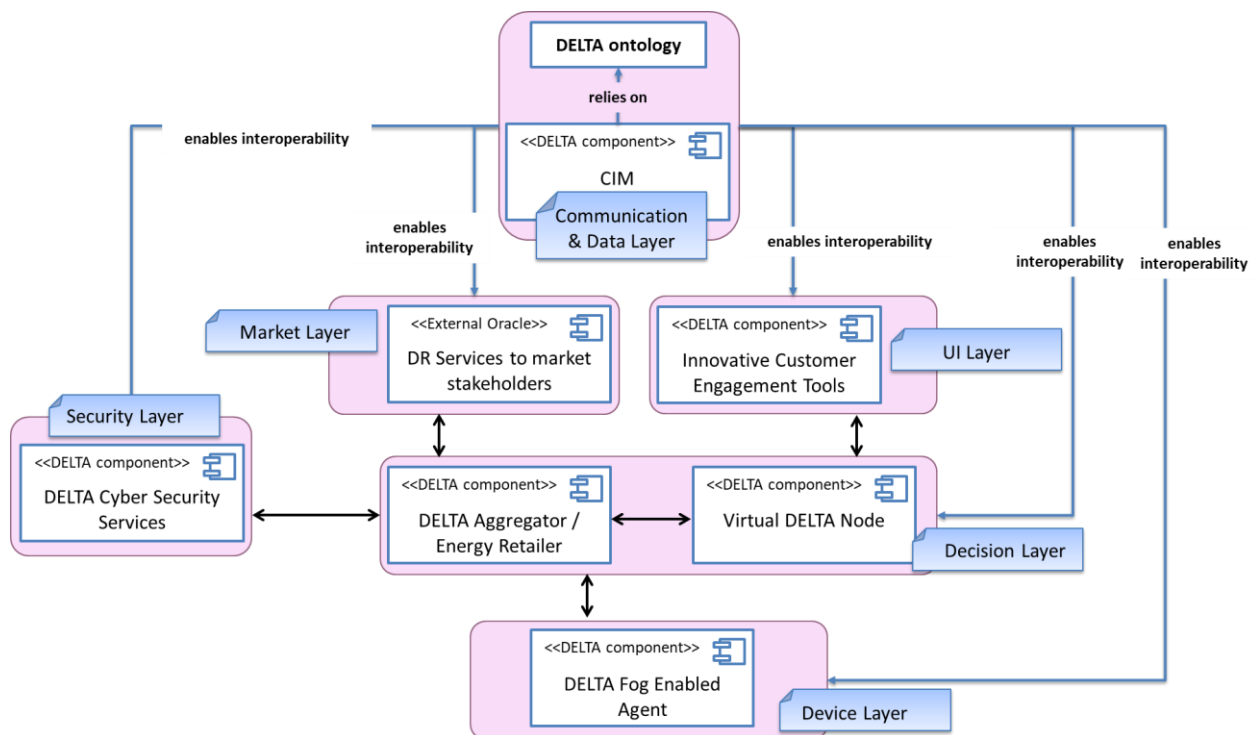 DELTA ontology
relies on
enables interoperability
<<DELTA component>>
CIM
Communication
& Data Layer
enables
interoperability
enables interoperability
enables
interoperability
enables
interoperability
Market Layer
<<External Oracle>>
DR Services to market
stakeholders
<<DELTA component>>
Innovative Customer
Engagement Tools
UI Layer
Security Layer
<<DELTA component>>
DELTA Cyber Security
Services
<<DELTA component>>
DELTA Aggregator /
Energy Retailer
<<DELTA component>>
Virtual DELTA Node
Decision Layer
<<DELTA component>>
DELTA Fog Enabled
Agent
Device Layer